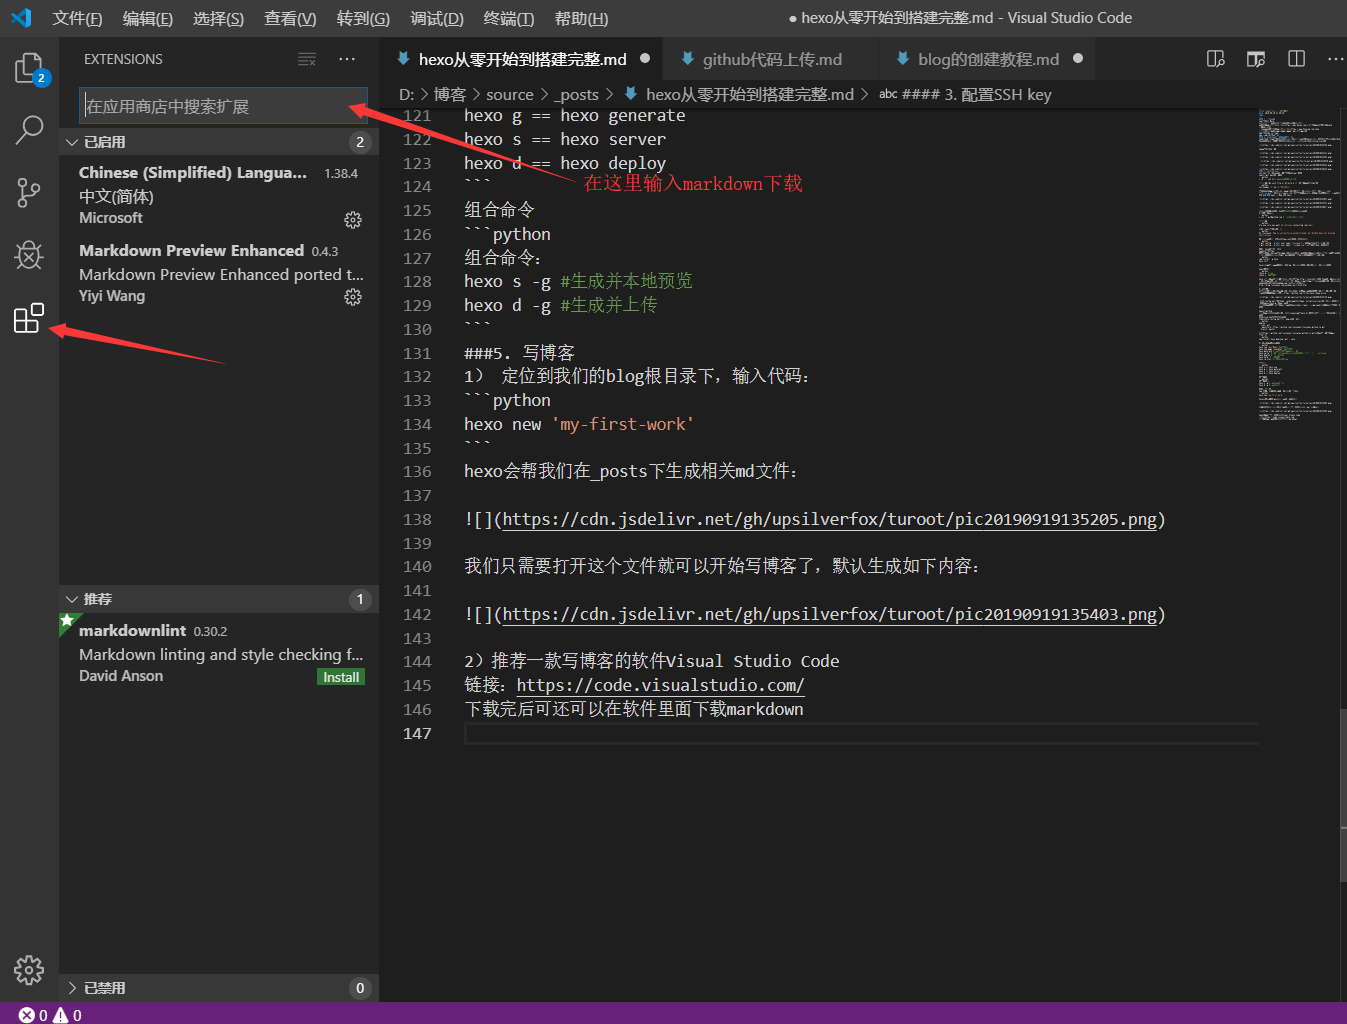 文件(F) 编辑(E) 选择(S) 查看(V) 转到(G) 调试(D) 终端(T) 帮助(H) ● hexo从零开始到搭建完整.md - Visual Studio Code
2
EXTENSIONS
在应用商店中搜索扩展
已启用 2
Chinese (Simplified) Langua... 1.38.4
中文(简体)
Microsoft
Markdown Preview Enhanced 0.4.3
Markdown Preview Enhanced ported t...
Yiyi Wang
推荐 1
markdownlint 0.30.2
Markdown linting and style checking f...
David Anson Install
已禁用 0
hexo从零开始到搭建完整.md ● github代码上传.md blog的创建教程.md ●
D: > 博客 > source > _posts > hexo从零开始到搭建完整.md > abc #### 3. 配置SSH key
121 hexo g == hexo generate
122 hexo s == hexo server
123 hexo d == hexo deploy
在这里输入markdown下载
124 ```
125 组合命令
126 ```python
127 组合命令：
128 hexo s -g #生成并本地预览
129 hexo d -g #生成并上传
130 ```
131 ###5. 写博客
132 1） 定位到我们的blog根目录下，输入代码：
133 ```python
134 hexo new 'my-first-work'
135 ```
136 hexo会帮我们在_posts下生成相关md文件：
137
138 ![](https://cdn.jsdelivr.net/gh/upsilverfox/turoot/pic20190919135205.png)
139
140 我们只需要打开这个文件就可以开始写博客了，默认生成如下内容：
141
142 ![](https://cdn.jsdelivr.net/gh/upsilverfox/turoot/pic20190919135403.png)
143
144 2）推荐一款写博客的软件Visual Studio Code
145 链接：https://code.visualstudio.com/
146 下载完后可还可以在软件里面下载markdown
147
0 0